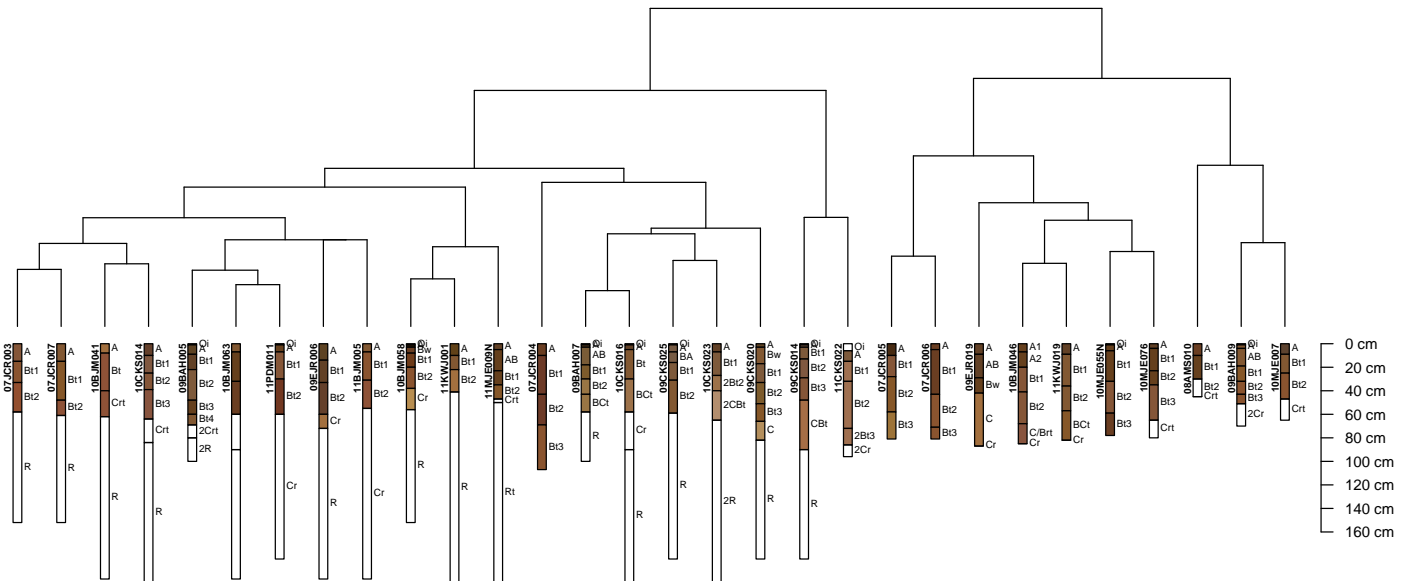 07JCR003
A
Bt1
Bt2
R
07JCR007
A
Bt1
Bt2
R
10BJM041
A
Bt
Crt
R
10CKS014
A
Bt1
Bt2
Bt3
Crt
R
09BAH005
Oi
A
Bt1
Bt2
Bt3
Bt4
2Crt
2R
10BJM063
11PDM011
Oi
A
Bt1
Bt2
Cr
09EJR006
A
Bt1
Bt2
Cr
R
11BJM005
A
Bt1
Bt2
Cr
10BJM058
Oi
Bw
Bt1
Bt2
Cr
R
11KWJ001
A
Bt1
Bt2
R
11MJE009N
A
AB
Bt1
Bt2
Crt
Rt
07JCR004
A
Bt1
Bt2
Bt3
09BAH007
Oi
A
AB
Bt1
Bt2
BCt
R
10CKS016
Oi
A
Bt
BCt
Cr
R
09CKS025
Oi
A
BA
Bt1
Bt2
R
10CKS023
A
Bt1
2Bt2
2CBt
2R
09CKS020
A
Bw
Bt1
Bt2
Bt3
C
R
09CKS014
Oi
A
Bt1
Bt2
Bt3
CBt
R
11CKS022
Oi
A
Bt1
Bt2
2Bt3
2Cr
07JCR005
A
Bt1
Bt2
Bt3
07JCR006
A
Bt1
Bt2
Bt3
09EJR019
A
AB
Bw
C
Cr
10BJM046
A1
A2
Bt1
Bt2
C/Brt
Cr
11KWJ019
A
Bt1
Bt2
BCt
Cr
10MJE055N
Oi
A
Bt1
Bt2
Bt3
10MJE076
A
Bt1
Bt2
Bt3
Crt
08AMS010
A
Bt1
Bt2
Crt
09BAH009
Oi
A
AB
Bt1
Bt2
Bt3
2Cr
10MJE007
A
Bt1
Bt2
Crt
0 cm
20 cm
40 cm
60 cm
80 cm
100 cm
120 cm
140 cm
160 cm